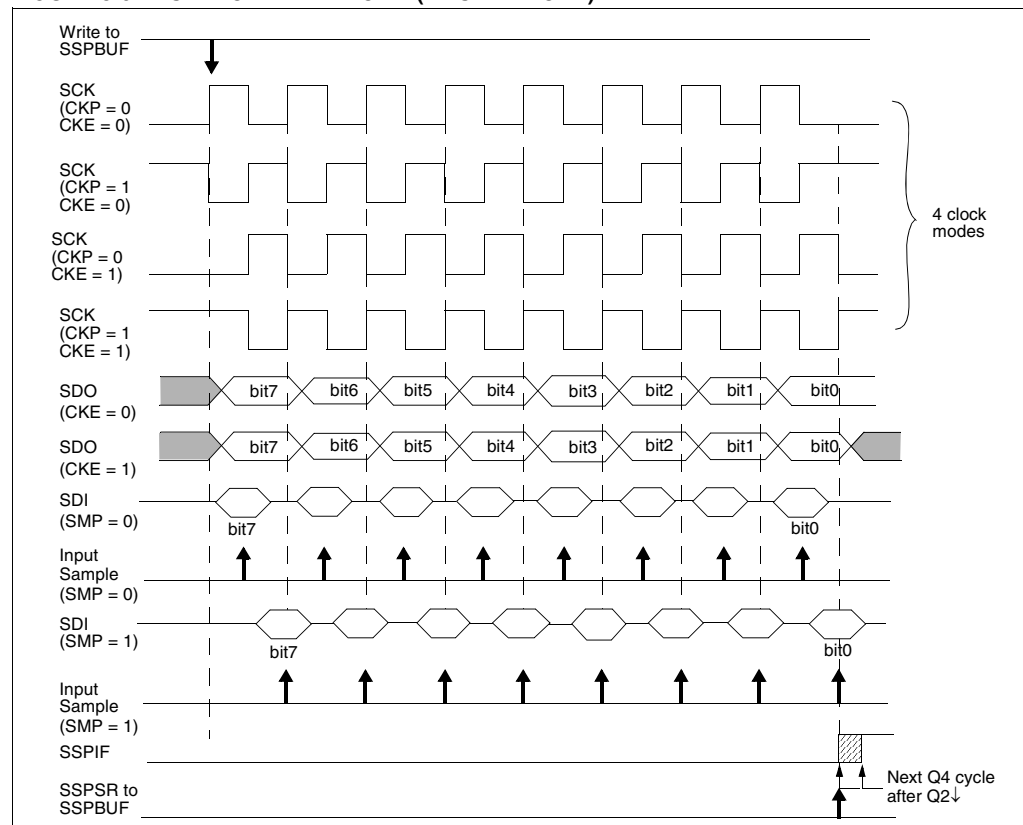 Write to
SSPBUF
SCK
(CKP = 0
CKE = 0)
SCK
(CKP = 1
CKE = 0)
SCK
(CKP = 0
CKE = 1)
SCK
(CKP = 1
CKE = 1)
4 clock
modes
SDO
(CKE = 0)
bit7 bit6 bit5 bit4 bit3 bit2 bit1 bit0
SDO
(CKE = 1)
bit7 bit6 bit5 bit4 bit3 bit2 bit1 bit0
SDI
(SMP = 0)
bit7 bit0
Input
Sample
(SMP = 0)
SDI
(SMP = 1)
bit7 bit0
Input
Sample
(SMP = 1)
SSPIF
Next Q4 cycle
after Q2↓
SSPSR to
SSPBUF